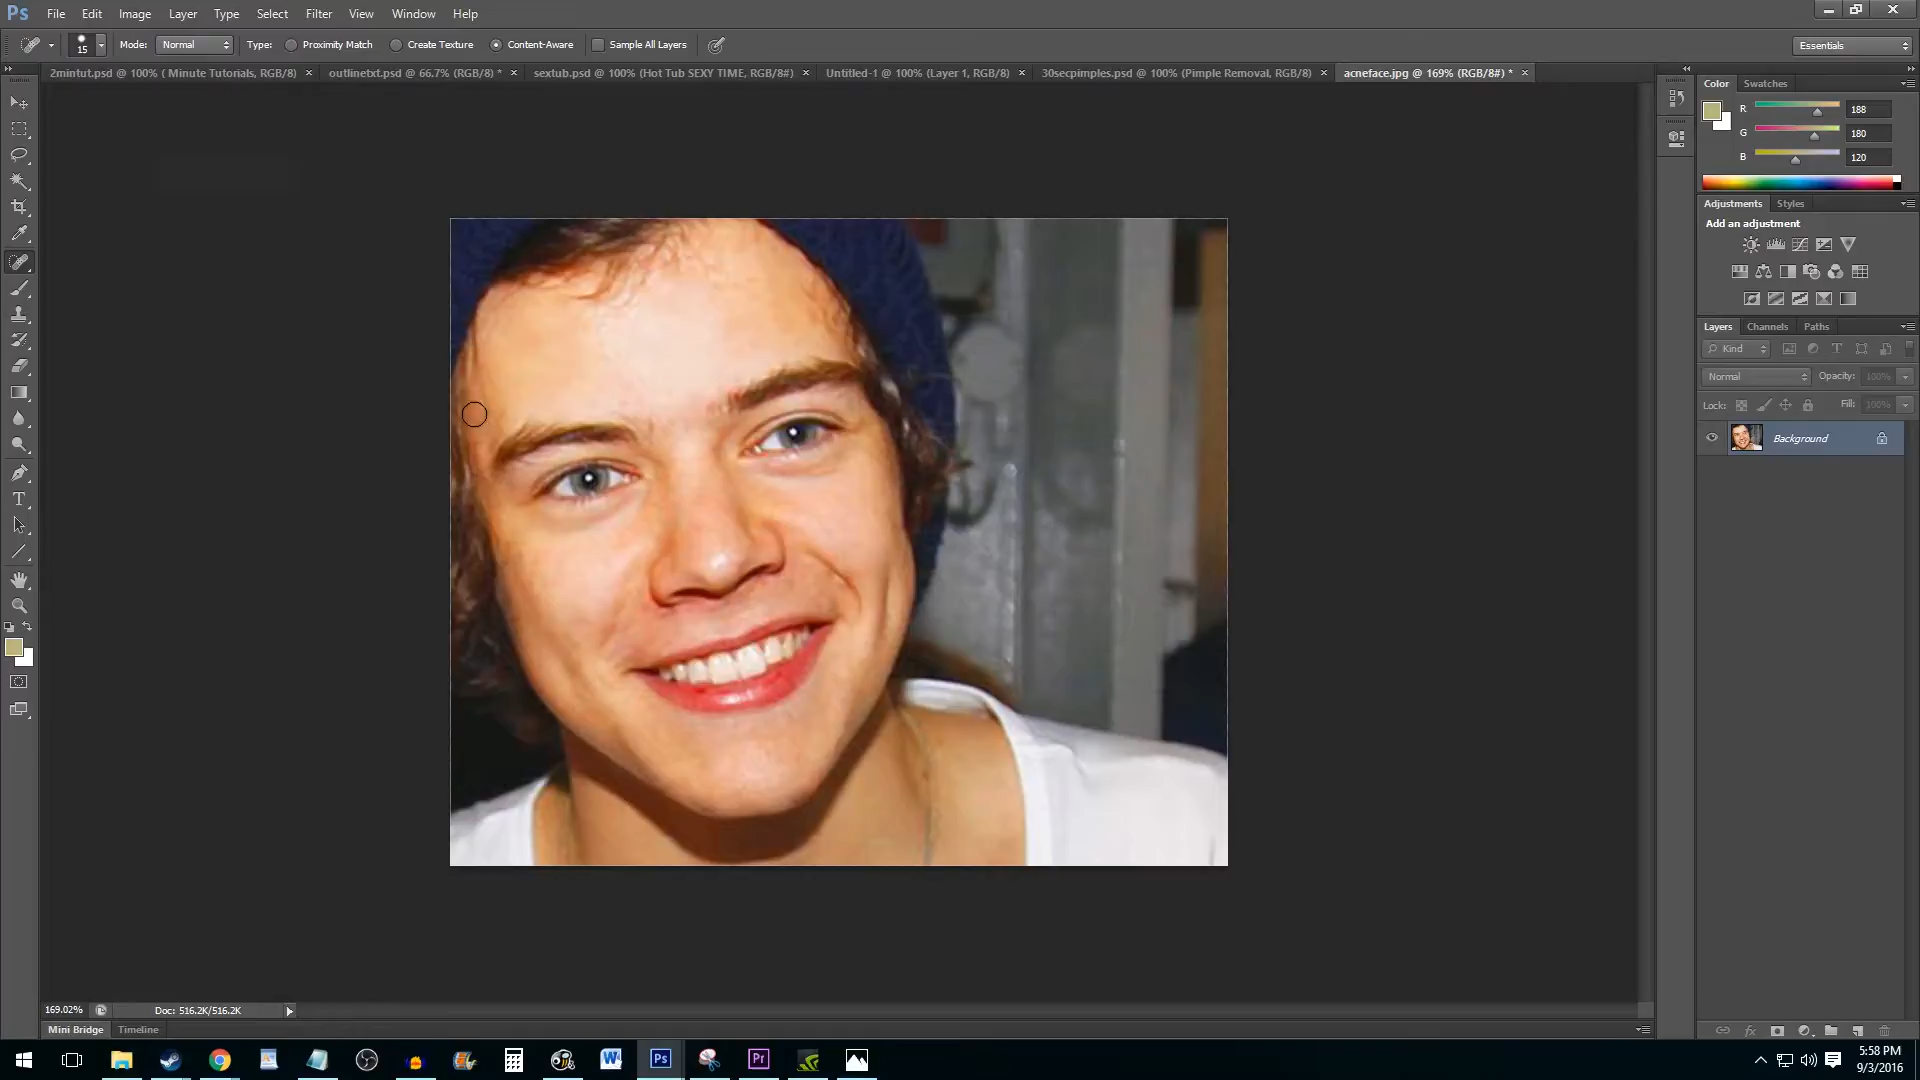 Ps File Edit Image Layer Type Select Filter View Window Help
15 Mode: Normal Type: Proximity Match Create Texture Content-Aware Sample All Layers Essentials
2mintut.psd @ 100% ( Minute Tutorials, RGB/8) × outlinetxt.psd @ 66.7% (RGB/8) * × sextub.psd @ 100% (Hot Tub SEXY TIME, RGB/8#) × Untitled-1 @ 100% (Layer 1, RGB/8) × 30secpimples.psd @ 100% (Pimple Removal, RGB/8) × acneface.jpg @ 169% (RGB/8#) * ×
Color Swatches
R 188
G 180
B 120
Adjustments Styles
Add an adjustment
Layers Channels Paths
Kind
Normal Opacity: 100%
Lock: Fill: 100%
Background
169.02% Doc: 516.2K/516.2K
Mini Bridge Timeline
Ps Pr
5:58 PM
9/3/2016